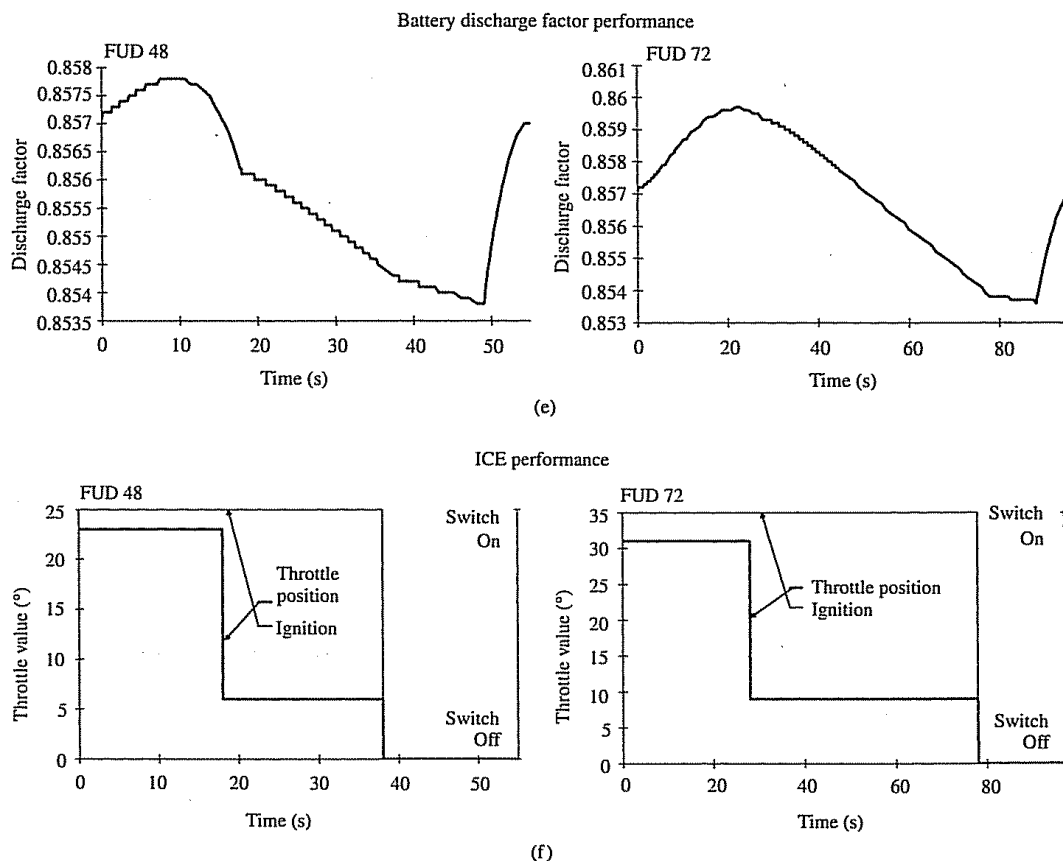 Battery discharge factor performance
FUD 48
0.858
0.8575
0.857
0.8565
0.856
0.8555
0.855
0.8545
0.854
0.8535
Discharge factor
0 10 20 30 40 50
Time (s)
FUD 72
0.861
0.86
0.859
0.858
0.857
0.856
0.855
0.854
0.853
Discharge factor
0 20 40 60 80
Time (s)
(e)
ICE performance
FUD 48
25
20
15
10
5
0
Throttle value (°)
Switch
On
Throttle
position
Ignition
Switch
Off
0 10 20 30 40 50
Time (s)
FUD 72
35
30
25
20
15
10
5
0
Throttle value (°)
Switch
On
Throttle position
Ignition
Switch
Off
0 20 40 60 80
Time (s)
(f)